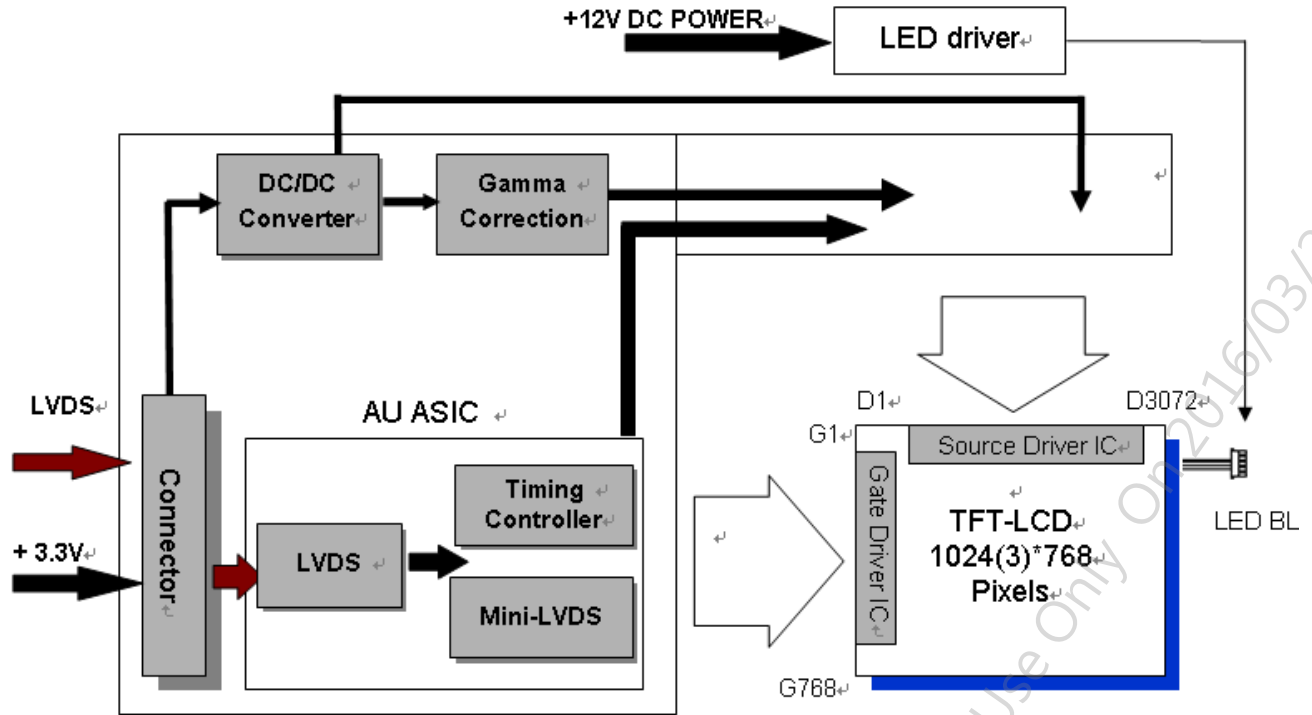 +12V DC POWER
LED driver
DC/DC
Converter
Gamma
Correction
LVDS
+ 3.3V
Connector
AU ASIC
LVDS
Timing
Controller
Mini-LVDS
D1
D3072
G1
G768
Source Driver IC
Gate Driver IC
TFT-LCD
1024(3)*768
Pixels
LED BL
Use Only On 2016/03/